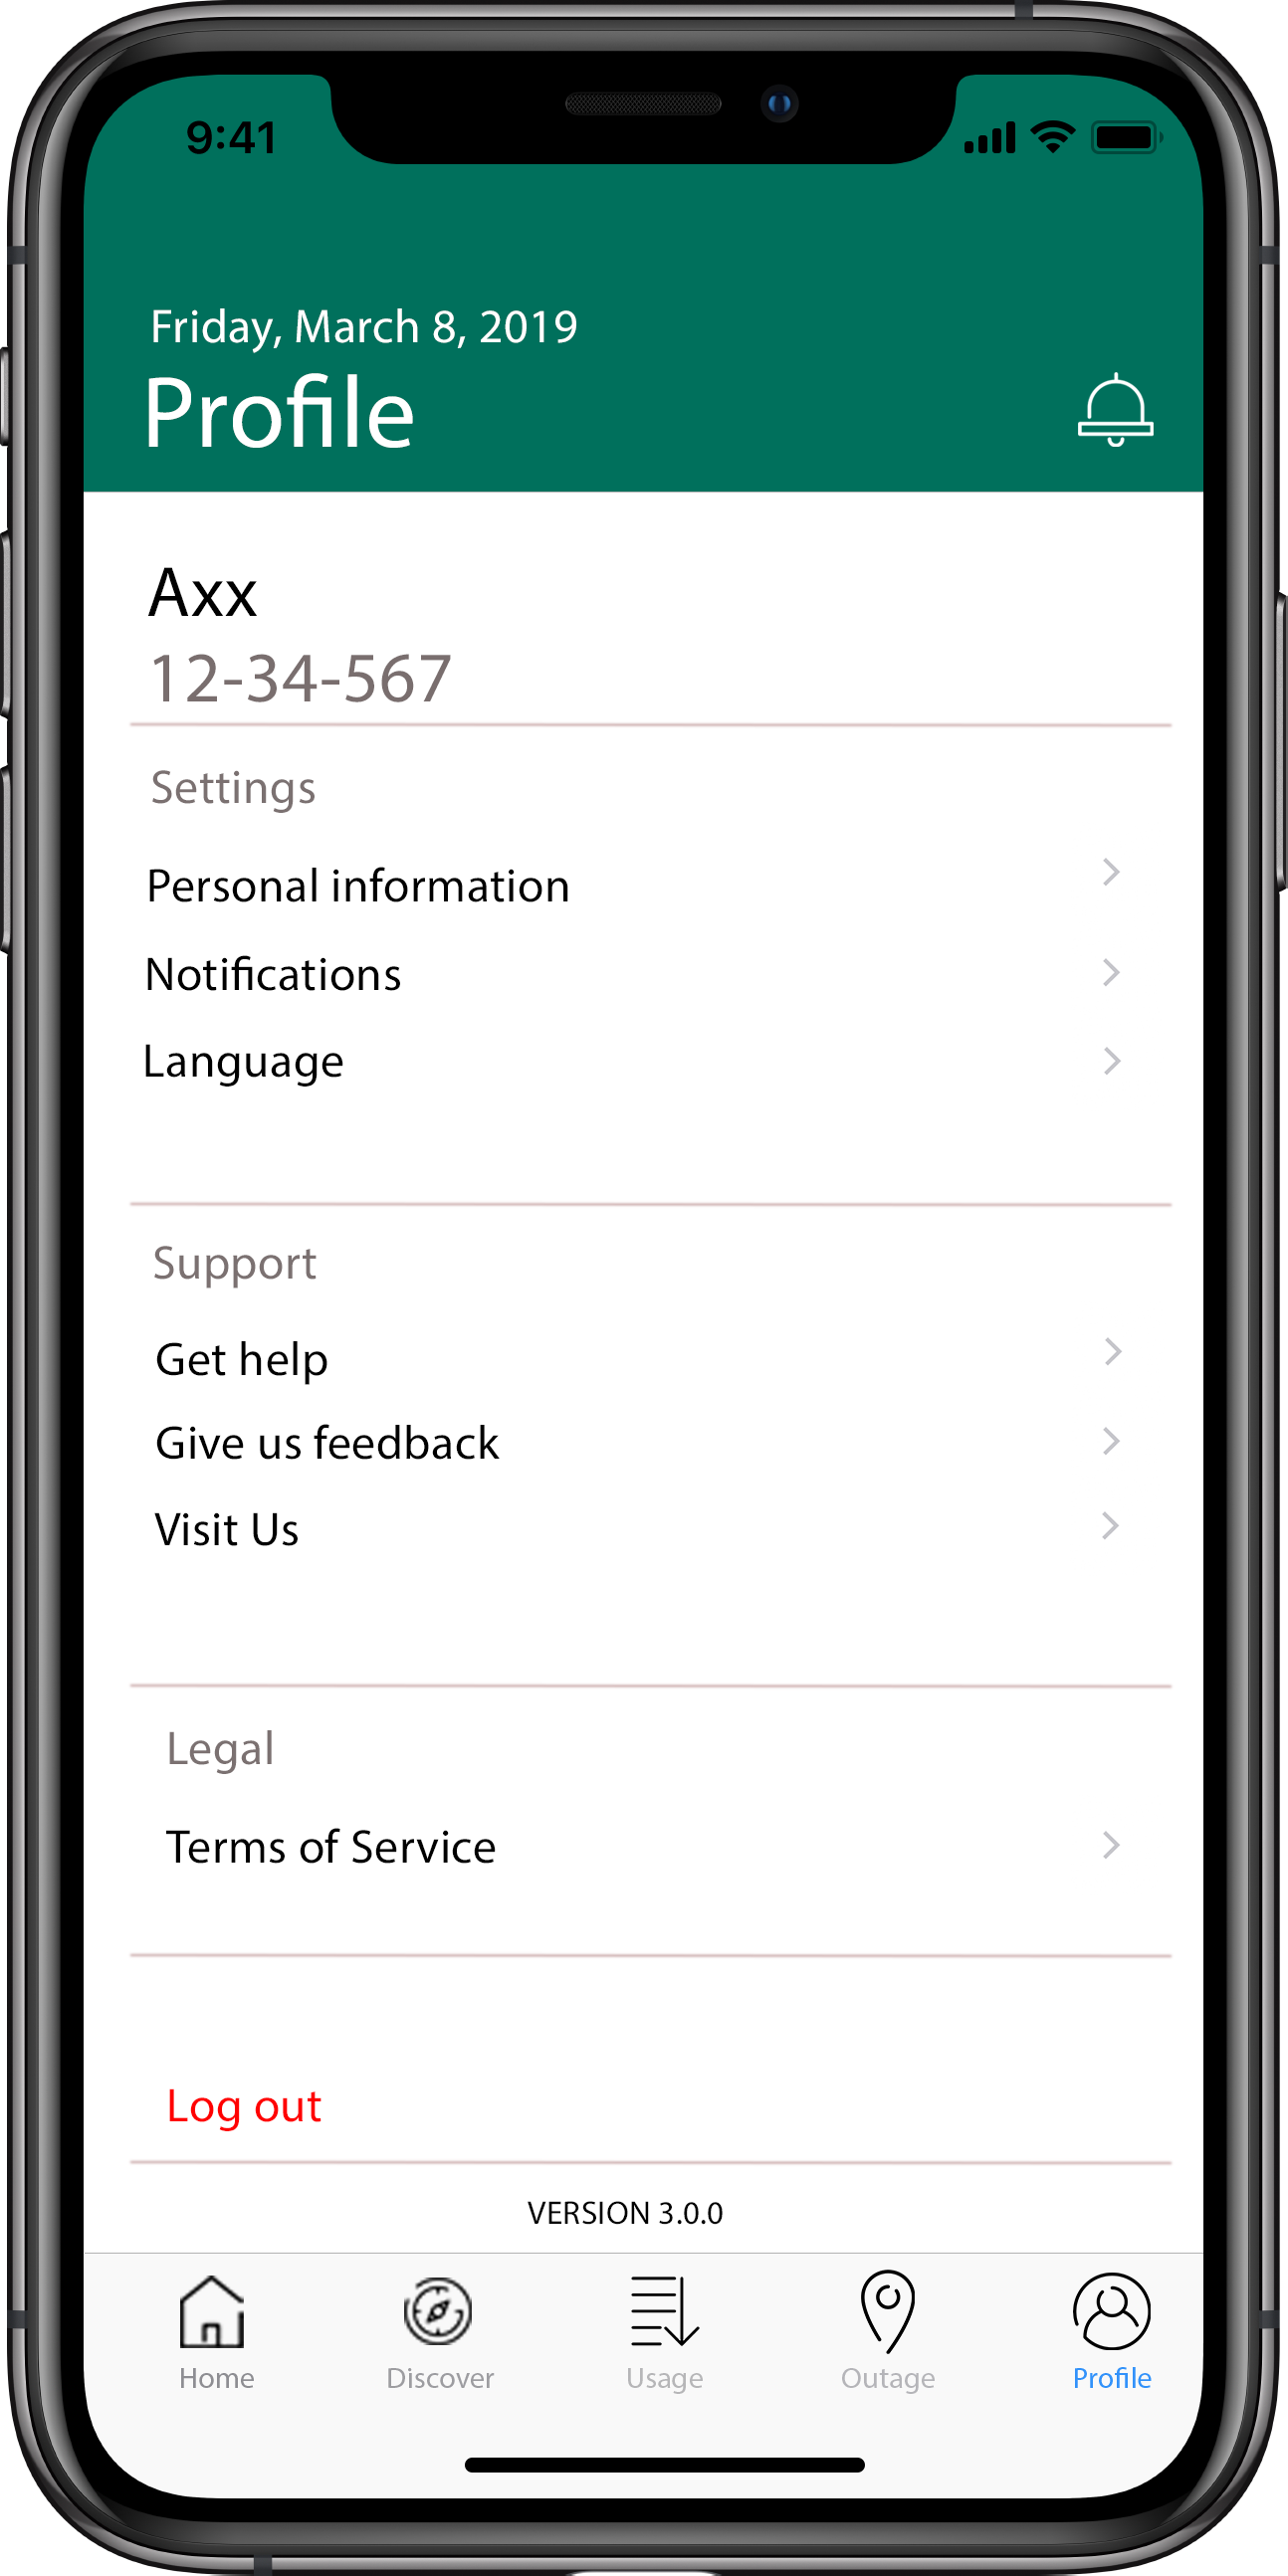 9:41
Friday, March 8, 2019
Profile
Axx
12-34-567
Settings
Personal information
Notifications
Language
Support
Get help
Give us feedback
Visit Us
Legal
Terms of Service
Log out
VERSION 3.0.0
Home Discover Usage Outage Profile